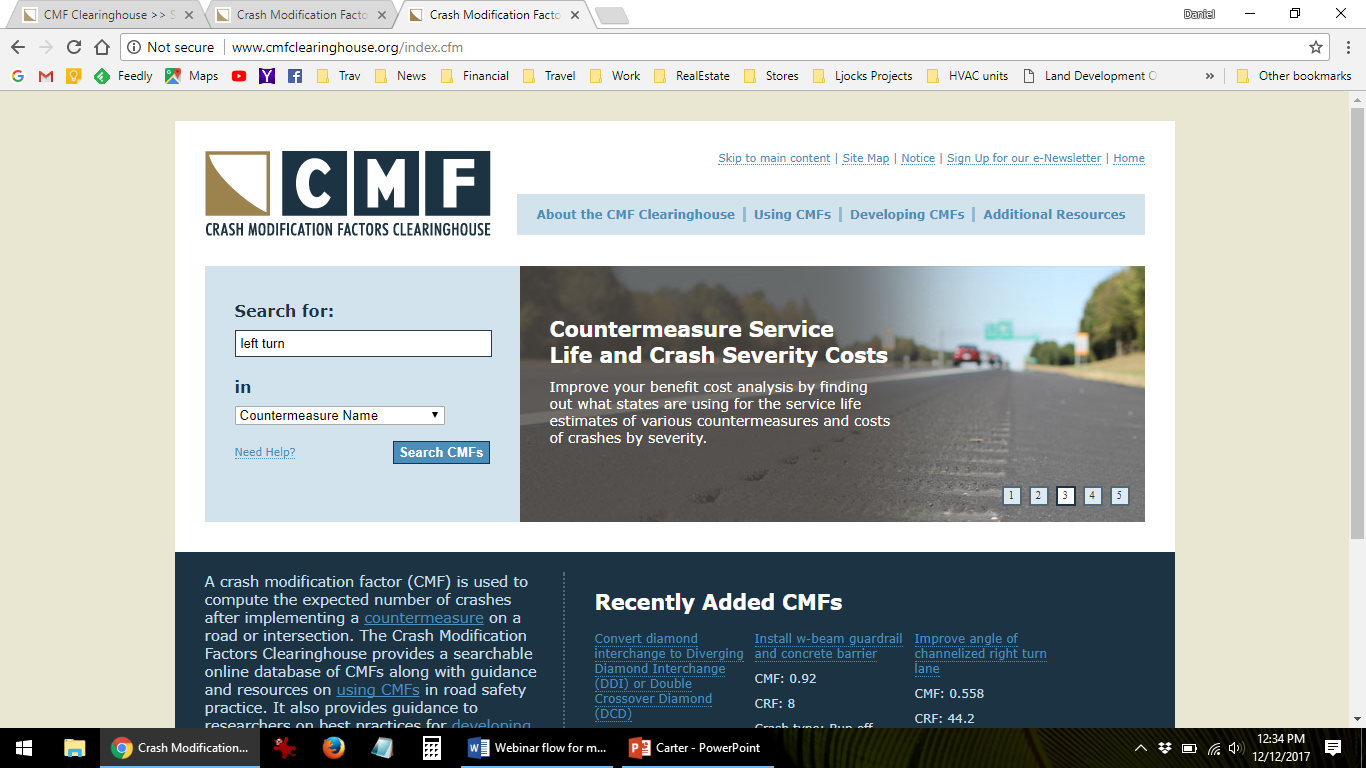 CMF Clearinghouse >> S
Crash Modification Facto
Crash Modification Facto
Daniel
Not secure | www.cmfclearinghouse.org/index.cfm
Feedly Maps Trav News Financial Travel Work RealEstate Stores Ljocks Projects HVAC units Land Development C » Other bookmarks
CMF
CRASH MODIFICATION FACTORS CLEARINGHOUSE
Skip to main content | Site Map | Notice | Sign Up for our e-Newsletter | Home
About the CMF Clearinghouse | Using CMFs | Developing CMFs | Additional Resources
Search for:
left turn
in
Countermeasure Name
Need Help?
Search CMFs
Countermeasure Service
Life and Crash Severity Costs
Improve your benefit cost analysis by finding
out what states are using for the service life
estimates of various countermeasures and costs
of crashes by severity.
1 2 3 4 5
A crash modification factor (CMF) is used to
compute the expected number of crashes
after implementing a countermeasure on a
road or intersection. The Crash Modification
Factors Clearinghouse provides a searchable
online database of CMFs along with guidance
and resources on using CMFs in road safety
practice. It also provides guidance to
researchers on best practices for developing
Recently Added CMFs
Convert diamond
interchange to Diverging
Diamond Interchange
(DDI) or Double
Crossover Diamond
(DCD)
Install w-beam guardrail
and concrete barrier
CMF: 0.92
CRF: 8
Crash type: Run off
Improve angle of
channelized right turn
lane
CMF: 0.558
CRF: 44.2
Crash Modification...
Webinar flow for m...
Carter - PowerPoint
12:34 PM
12/12/2017